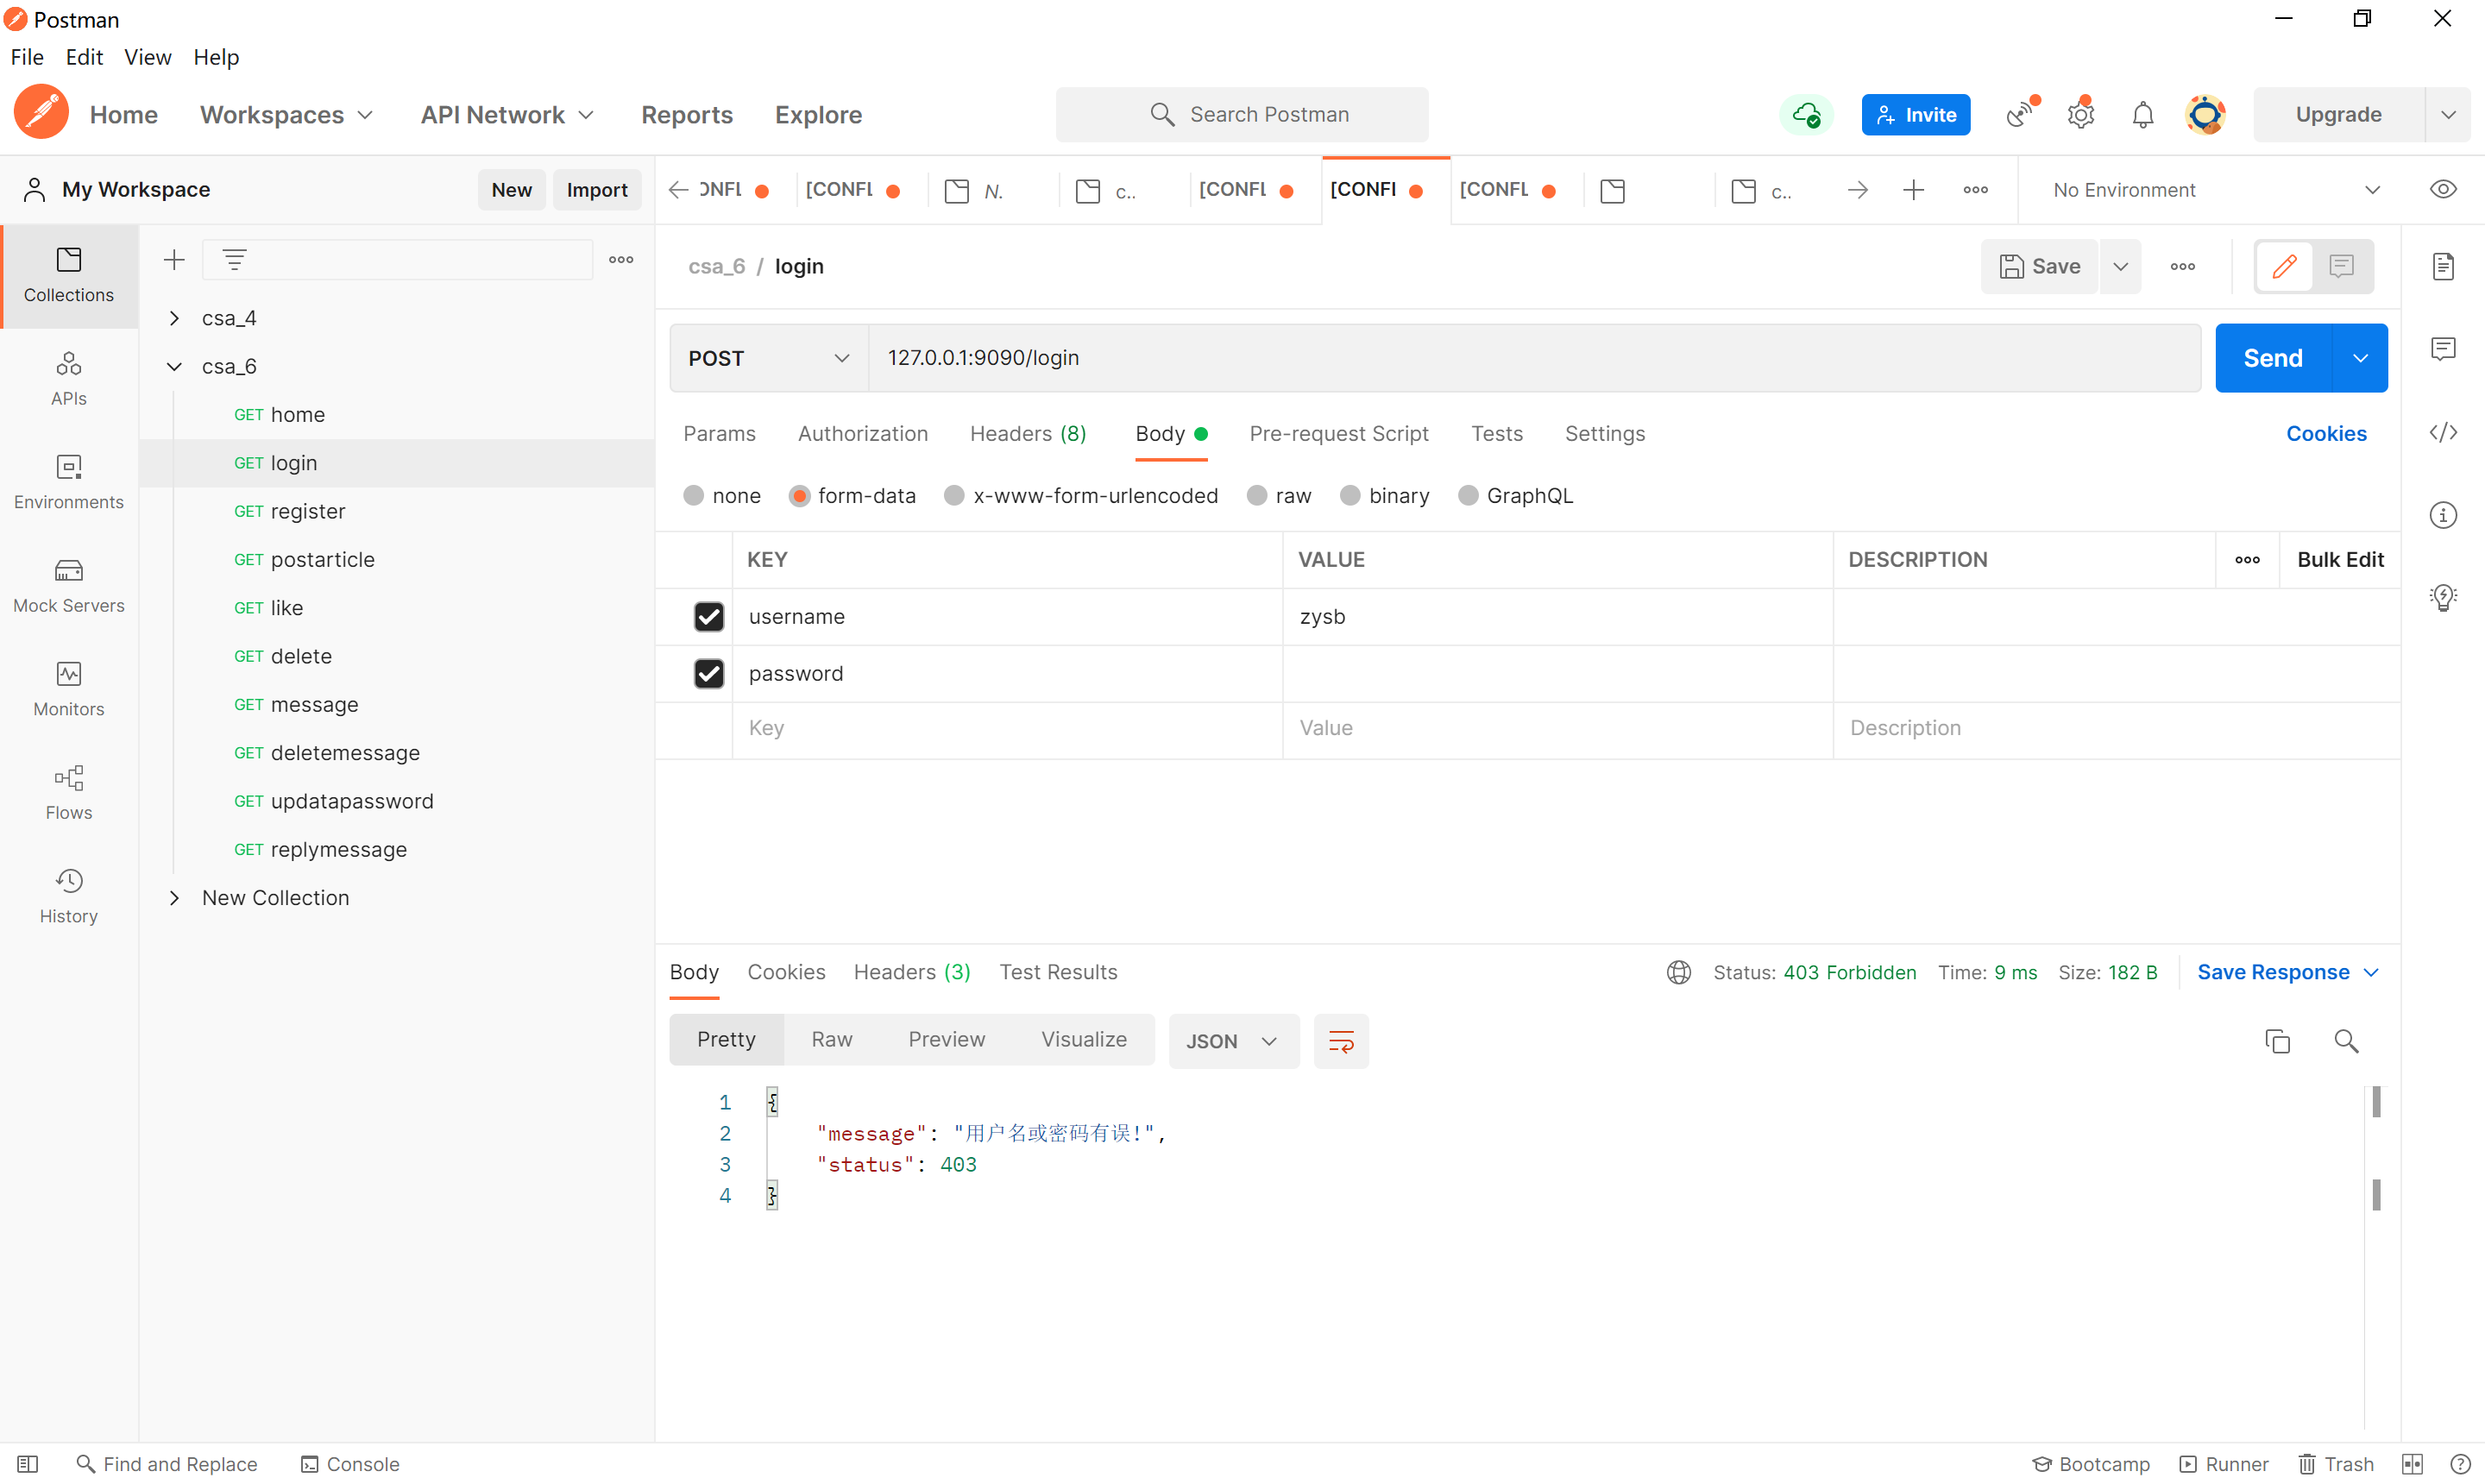 Postman
File Edit View Help
Home Workspaces API Network Reports Explore Search Postman Invite Upgrade
My Workspace New Import ONFL [CONFL N. c.. [CONFL [CONFI [CONFL c.. No Environment
Collections
APIs
Environments
Mock Servers
Monitors
Flows
History
csa_4
csa_6
GET home
GET login
GET register
GET postarticle
GET like
GET delete
GET message
GET deletemessage
GET updatapassword
GET replymessage
New Collection
csa_6 / login Save
POST 127.0.0.1:9090/login Send
Params Authorization Headers (8) Body Pre-request Script Tests Settings Cookies
none form-data x-www-form-urlencoded raw binary GraphQL
KEY VALUE DESCRIPTION Bulk Edit
username zysb
password
Key Value Description
Body Cookies Headers (3) Test Results Status: 403 Forbidden Time: 9 ms Size: 182 B Save Response
Pretty Raw Preview Visualize JSON
1 {
2 "message": "用户名或密码有误!",
3 "status": 403
4 }
Find and Replace Console Bootcamp Runner Trash